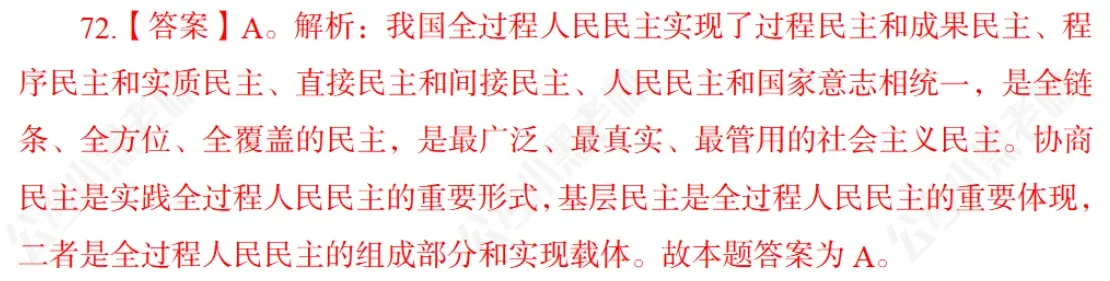 72.【答案】A。解析：我国全过程人民民主实现了过程民主和成果民主、程
序民主和实质民主、直接民主和间接民主、人民民主和国家意志相统一，是全链
条、全方位、全覆盖的民主，是最广泛、最真实、最管用的社会主义民主。协商
民主是实践全过程人民民主的重要形式，基层民主是全过程人民民主的重要体现，
二者是全过程人民民主的组成部分和实现载体。故本题答案为 A。